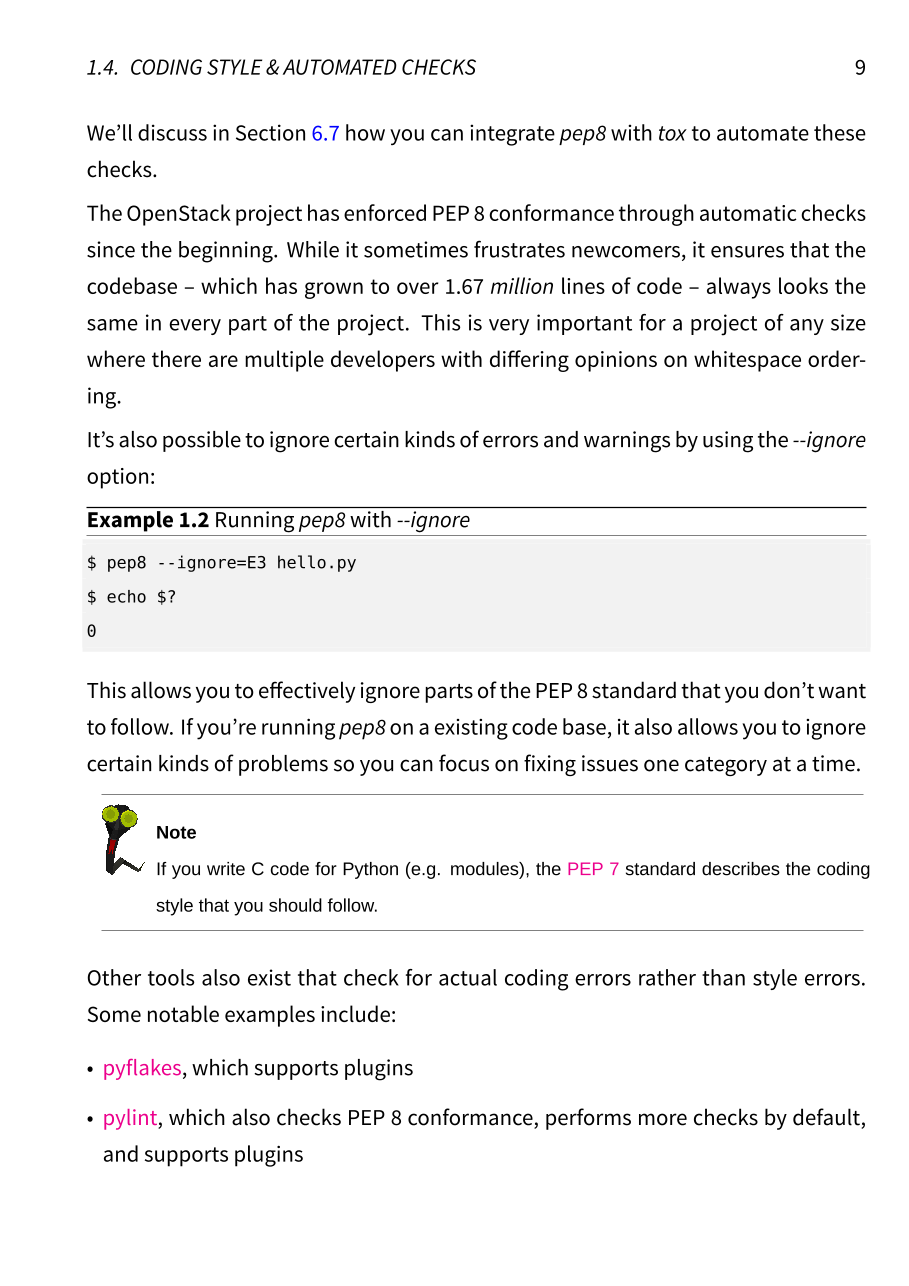 1.4. CODING STYLE & AUTOMATED CHECKS 9
We’ll discuss in Section 6.7 how you can integrate pep8 with tox to automate these
checks.
The OpenStack project has enforced PEP 8 conformance through automatic checks
since the beginning. While it sometimes frustrates newcomers, it ensures that the
codebase – which has grown to over 1.67 million lines of code – always looks the
same in every part of the project. This is very important for a project of any size
where there are multiple developers with differing opinions on whitespace order-
ing.
It’s also possible to ignore certain kinds of errors and warnings by using the --ignore
option:
Example 1.2 Running pep8 with --ignore
$ pep8 --ignore=E3 hello.py
$ echo $?
0
This allows you to effectively ignore parts of the PEP 8 standard that you don’t want
to follow. If you’re running pep8 on a existing code base, it also allows you to ignore
certain kinds of problems so you can focus on fixing issues one category at a time.
Note
If you write C code for Python (e.g. modules), the PEP 7 standard describes the coding
style that you should follow.
Other tools also exist that check for actual coding errors rather than style errors.
Some notable examples include:
• pyflakes, which supports plugins
• pylint, which also checks PEP 8 conformance, performs more checks by default,
and supports plugins